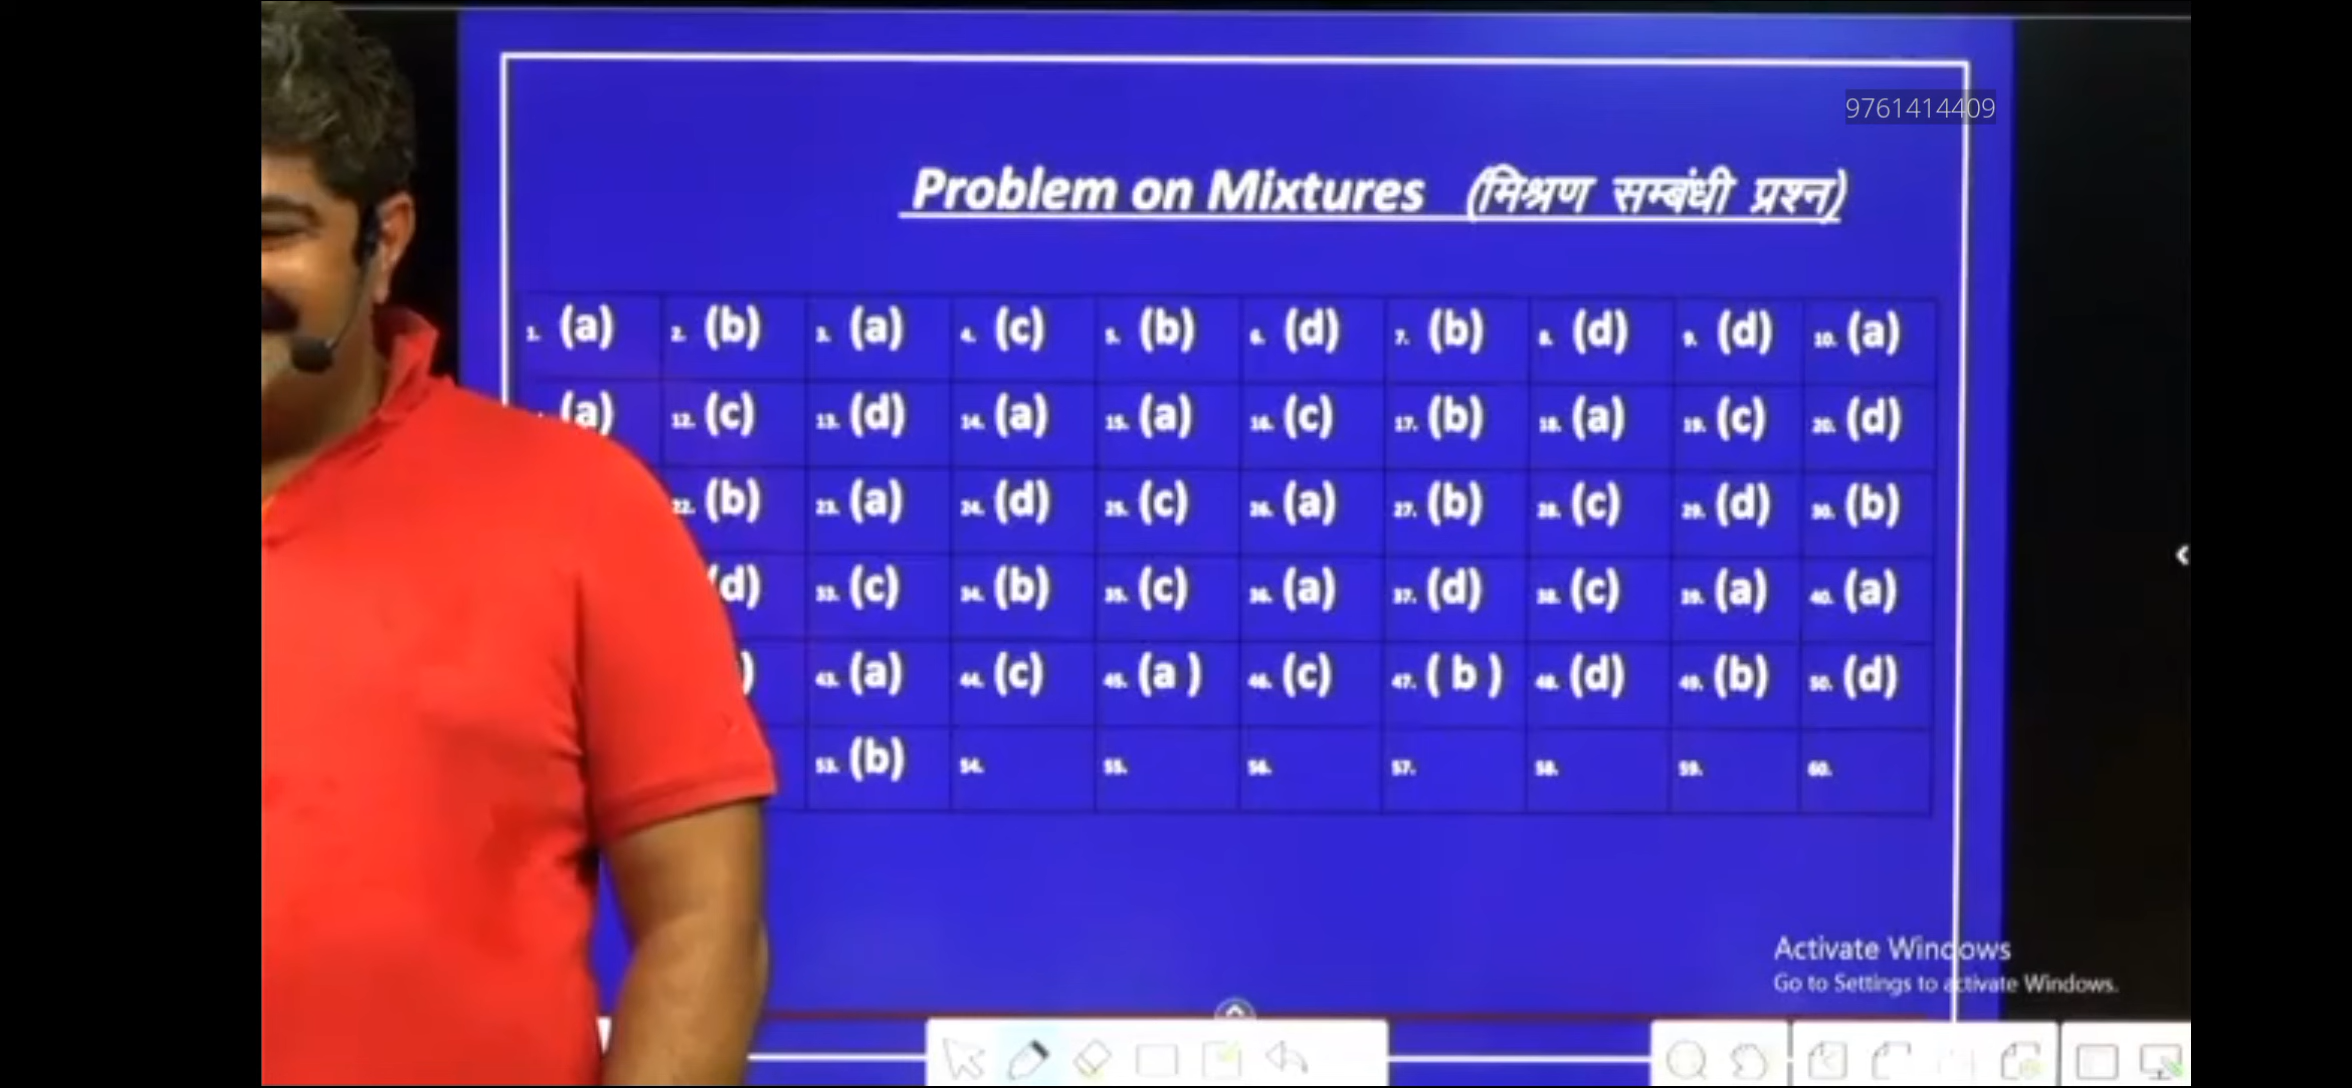 9761414409
Problem on Mixtures (मिश्रण सम्बंधी प्रश्न)
1. (a) 2. (b) 3. (a) 4. (c) 5. (b) 6. (d) 7. (b) 8. (d) 9. (d) 10. (a)
(a) 12. (c) 13. (d) 14. (a) 15. (a) 16. (c) 17. (b) 18. (a) 19. (c) 20. (d)
22. (b) 23. (a) 24. (d) 25. (c) 26. (a) 27. (b) 28. (c) 29. (d) 30. (b)
(d) 33. (c) 34. (b) 35. (c) 36. (a) 37. (d) 38. (c) 39. (a) 40. (a)
) 43. (a) 44. (c) 45. (a ) 46. (c) 47. ( b ) 48. (d) 49. (b) 50. (d)
53. (b) 54. 55. 56. 57. 58. 59. 60.
Activate Windows
Go to Settings to activate Windows.